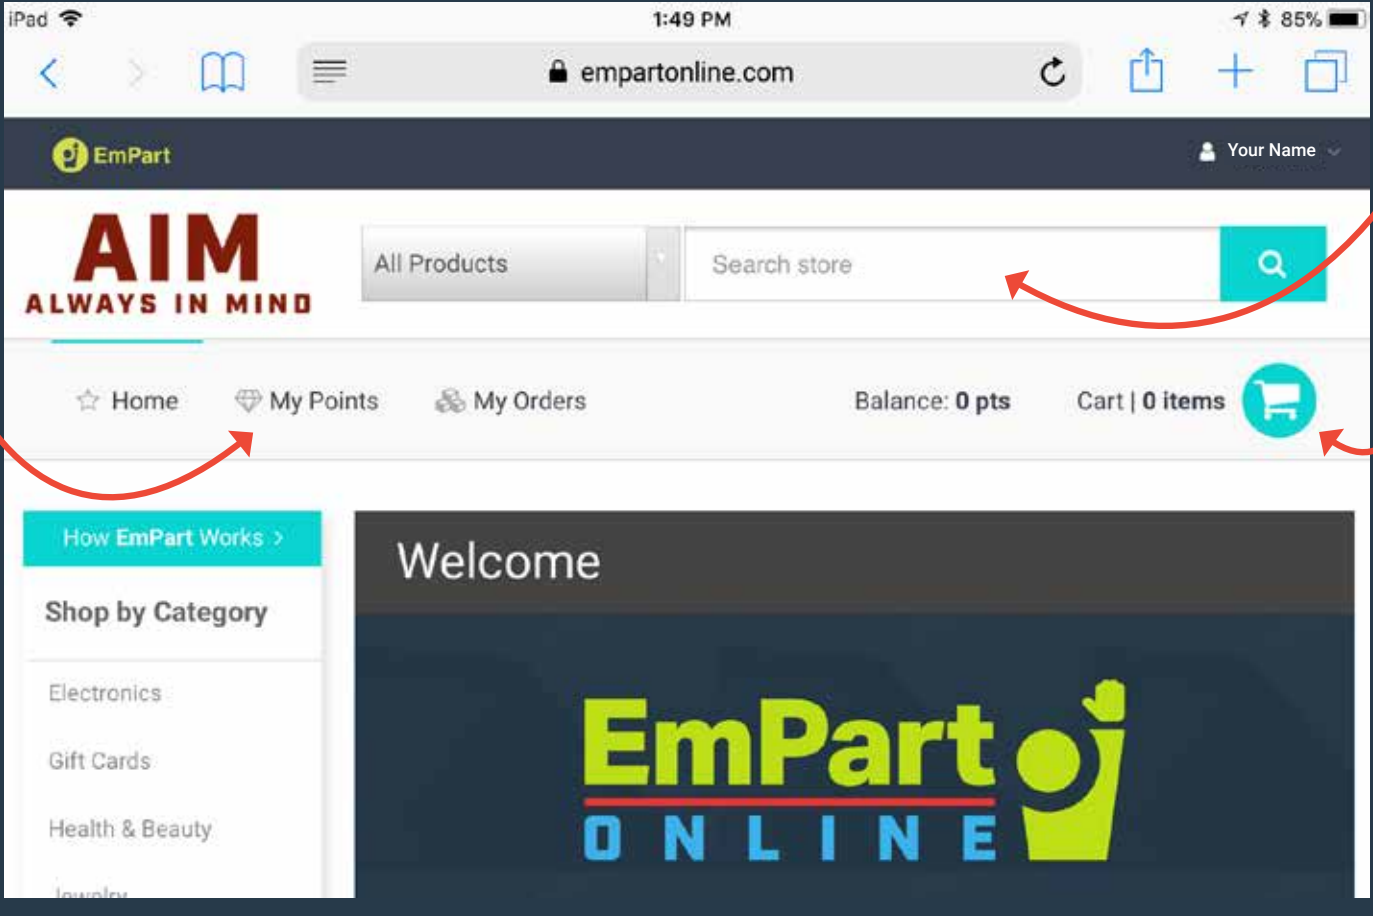 iPad 1:49 PM 85%
empartonline.com
EmPart Your Name
AIM
ALWAYS IN MIND
All Products Search store
Home My Points My Orders Balance: 0 pts Cart | 0 items
How EmPart Works >
Welcome
Shop by Category
Electronics
Gift Cards
Health & Beauty
Jewelry
EmPart
ONLINE